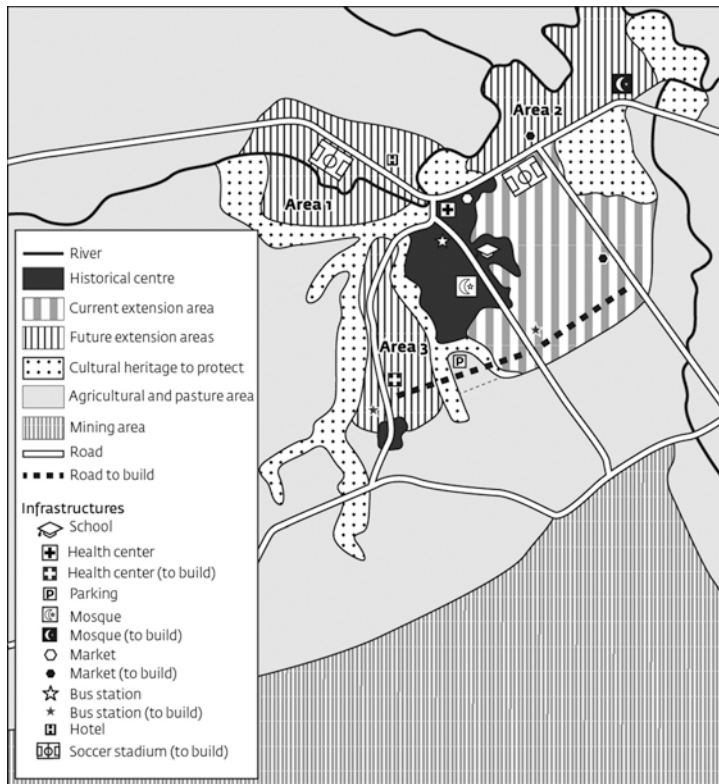 Area 2
Area 1
Area 3
H
P
River
Historical centre
Current extension area
Future extension areas
Cultural heritage to protect
Agricultural and pasture area
Mining area
Road
Road to build
Infrastructures
School
Health center
Health center (to build)
P Parking
Mosque
Mosque (to build)
Market
Market (to build)
Bus station
Bus station (to build)
H Hotel
Soccer stadium (to build)